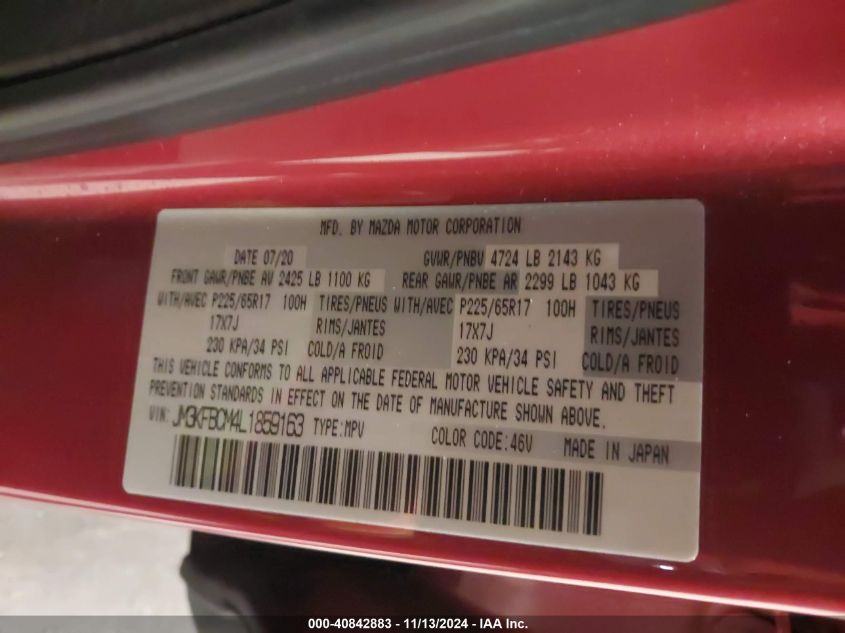 MFD. BY MAZDA MOTOR CORPORATION
DATE 07/20 GVWR/PNBV 4724 LB 2143 KG
FRONT GAWR/PNBE AV 2425 LB 1100 KG REAR GAWR/PNBE AR 2299 LB 1043 KG
WITH/AVEC P225/65R17 100H TIRES/PNEUS WITH/AVEC P225/65R17 100H TIRES/PNEUS
17X7J RIMS/JANTES 17X7J RIMS/JANTES
230 KPA/34 PSI COLD/A FROID 230 KPA/34 PSI COLD/A FROID
THIS VEHICLE CONFORMS TO ALL APPLICABLE FEDERAL MOTOR VEHICLE SAFETY AND THEFT
PREVENTION STANDARDS IN EFFECT ON THE DATE OF MANUFACTURE SHOWN ABOVE.
VIN: JM3KFBCM4L1859163 TYPE:MPV COLOR CODE:46V MADE IN JAPAN
000-40842883 - 11/13/2024 - IAA Inc.